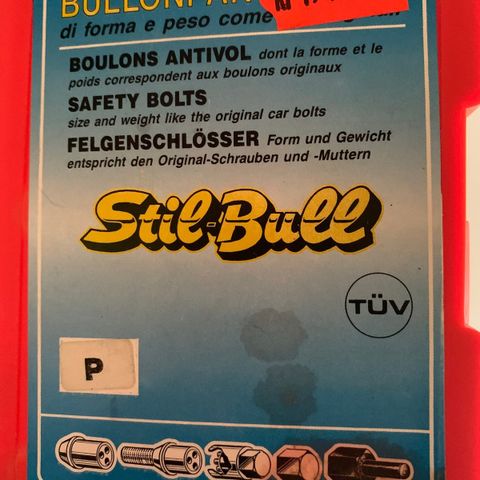 di forma e peso come
BOULONS ANTIVOL dont la forme et le
poids correspondent aux boulons originaux
SAFETY BOLTS
size and weight like the original car bolts
FELGENSCHLÖSSER Form und Gewicht
entspricht den Original-Schrauben und -Muttern
Stil-Bull
TÜV
P